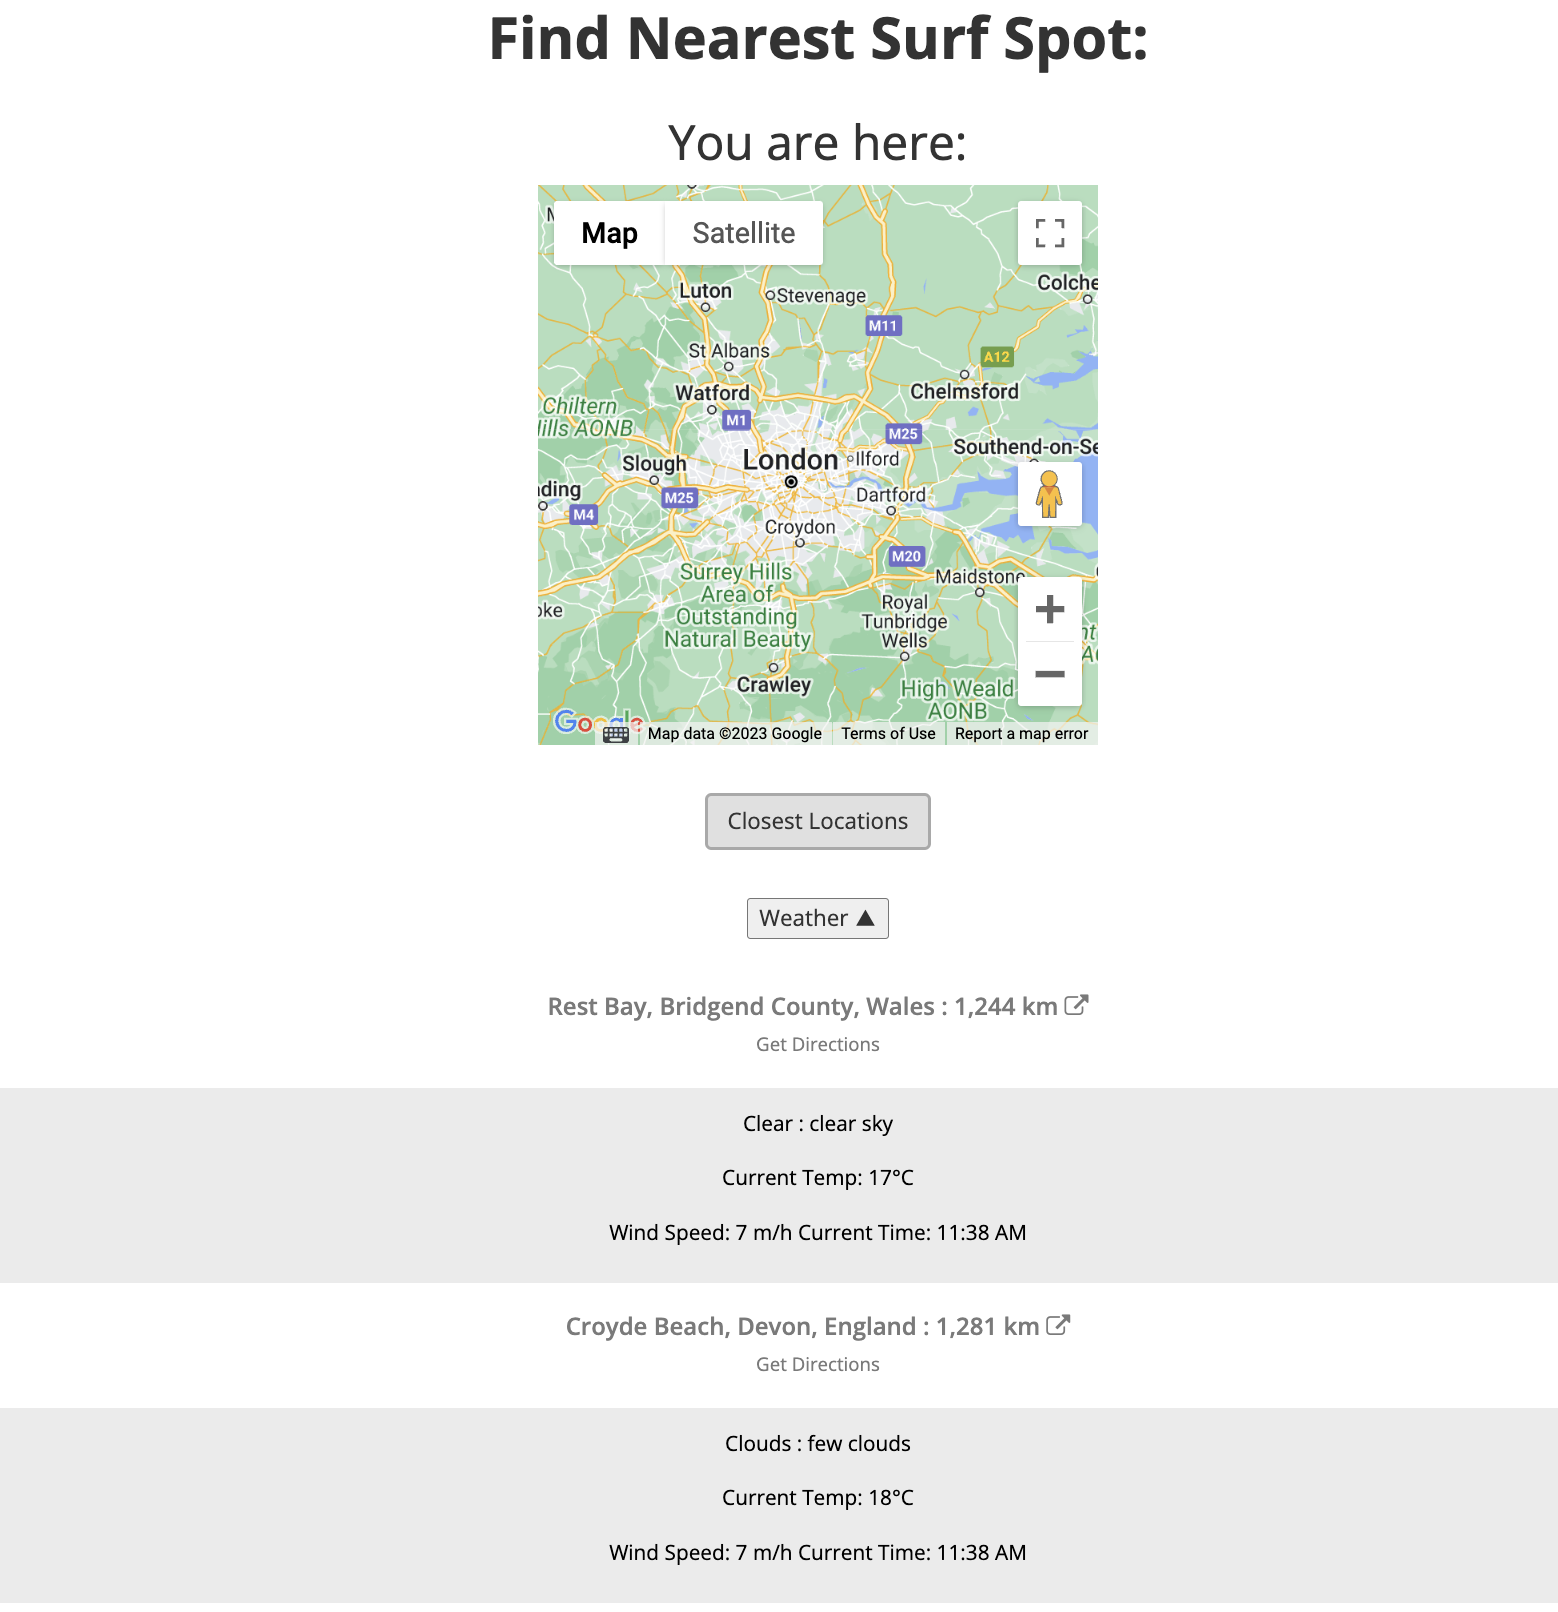 Find Nearest Surf Spot:
You are here:
Map
Satellite
Colche
Luton
Stevenage
M11
St Albans
A12
Watford
Chelmsford
Chiltern
ills AONB
M1
M25
Southend-on-Se
London
Ilford
Slough
ding
M25
Dartford
M4
Croydon
M20
Surrey Hills
Area of
Outstanding
Natural Beauty
Maidstone
oke
Royal
Tunbridge
Wells
Crawley
High Weald
AONB
Google
Map data ©2023 Google
Terms of Use
Report a map error
Closest Locations
Weather ▲
Rest Bay, Bridgend County, Wales : 1,244 km
Get Directions
Clear : clear sky
Current Temp: 17°C
Wind Speed: 7 m/h Current Time: 11:38 AM
Croyde Beach, Devon, England : 1,281 km
Get Directions
Clouds : few clouds
Current Temp: 18°C
Wind Speed: 7 m/h Current Time: 11:38 AM